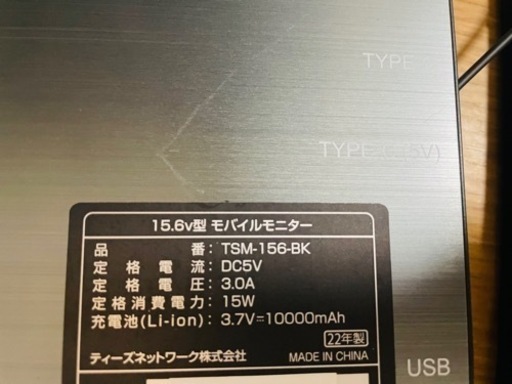 TYPE
TYPE C(5V)
15.6v型 モバイルモニター
品番: TSM-156-BK
定格電流: DC5V
定格電圧: 3.0A
定格消費電力: 15W
充電池(Li-ion): 3.7V⎓10000mAh
22年製
ティーズネットワーク株式会社 MADE IN CHINA
USB